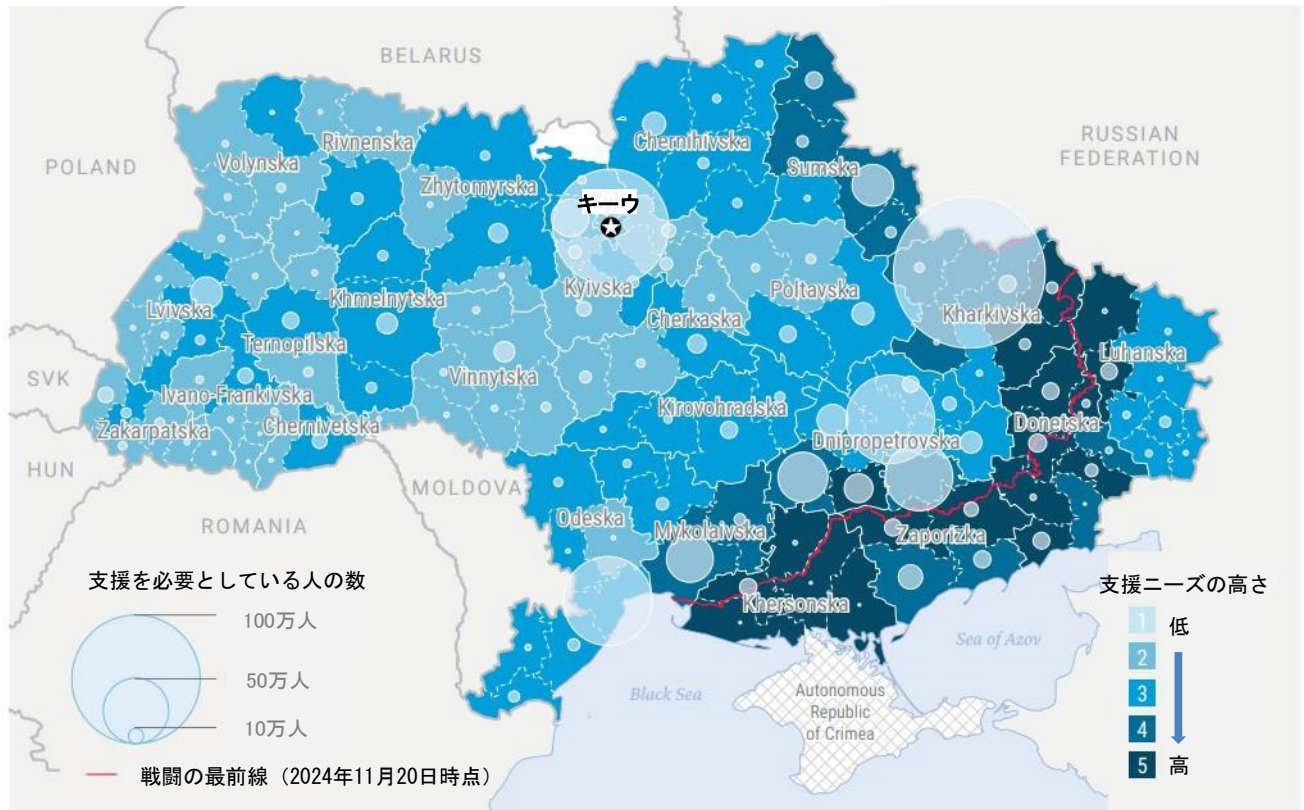 BELARUS
POLAND
RUSSIAN
FEDERATION
Volynska
Rivnenska
Zhytomyrska
Chernihivska
Sumska
キーウ
Kyivska
Lvivska
Ternopilska
Khmelnytska
Cherkaska
Poltavska
Kharkivska
Luhanska
SVK
Ivano-Frankivska
Vinnytska
Zakarpatska
Chernivetska
Kirovohradska
Dnipropetrovska
Donetska
HUN
MOLDOVA
ROMANIA
Odeska
Mykolaivska
Zaporizka
Khersonska
Sea of Azov
Black Sea
Autonomous
Republic
of Crimea
支援を必要としている人の数
100万人
50万人
10万人
戦闘の最前線（2024年11月20日時点）
支援ニーズの高さ
1 低
2
3
4
5 高